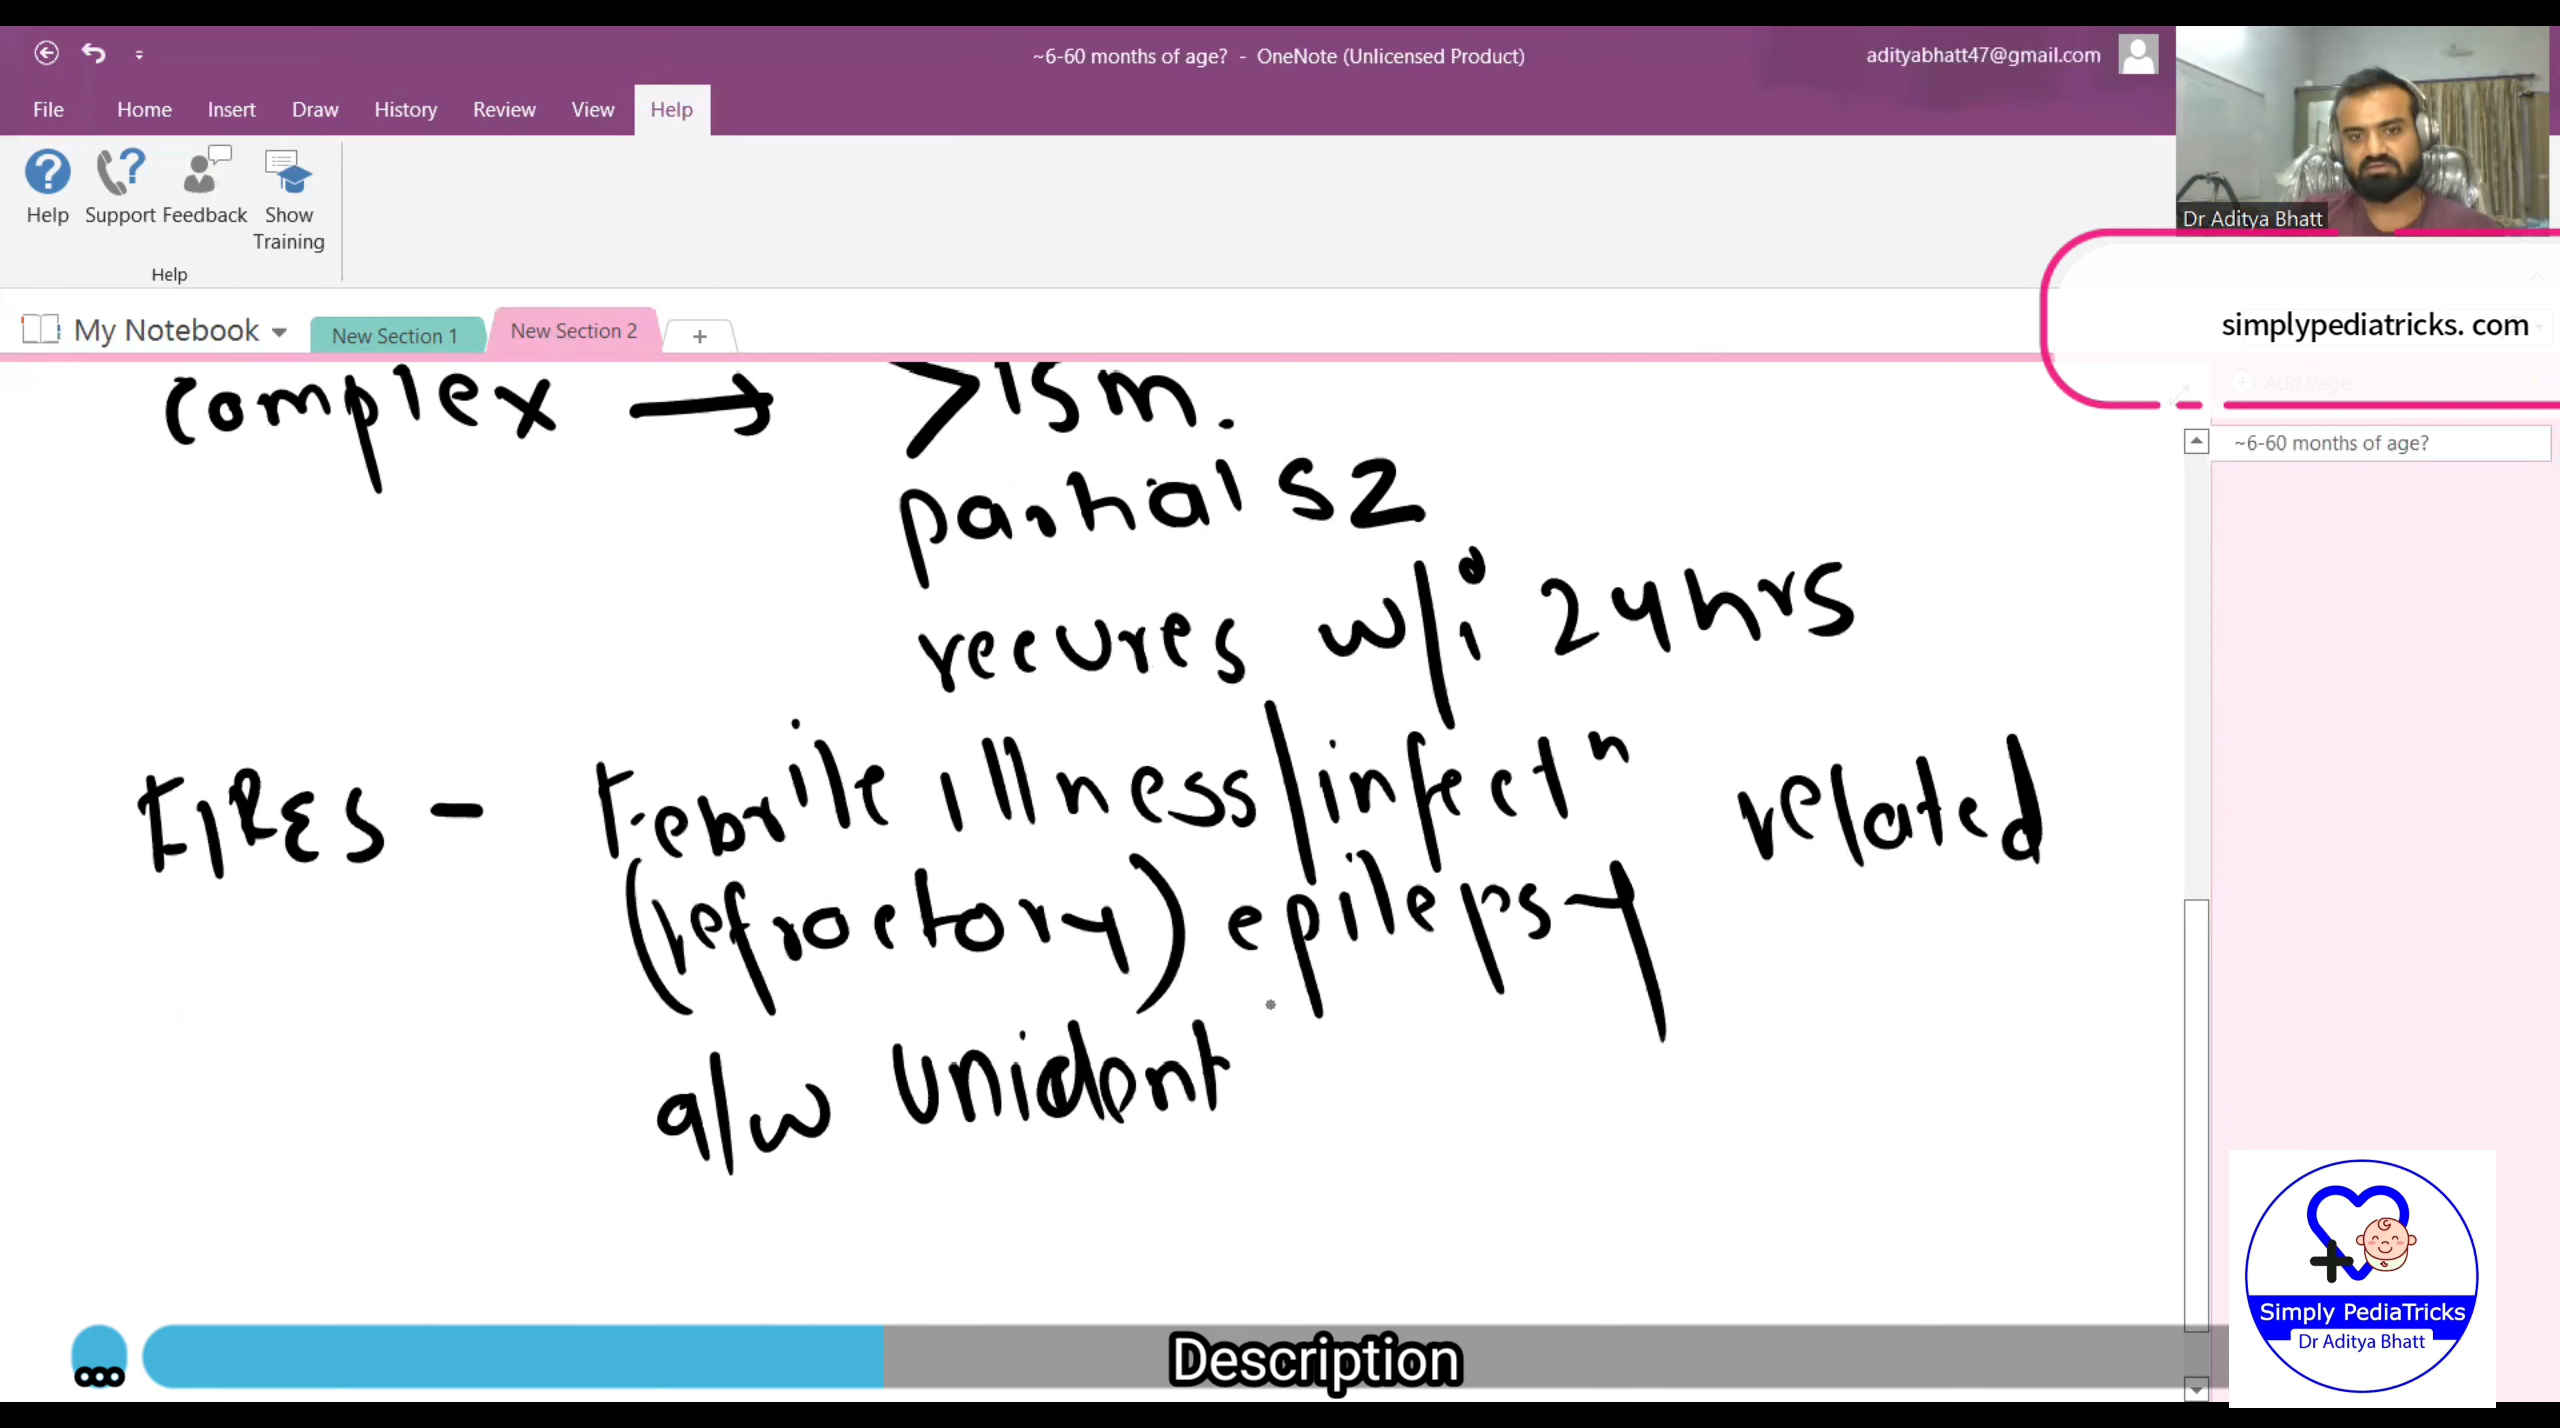 ~6-60 months of age? - OneNote (Unlicensed Product)
adityabhatt47@gmail.com
File Home Insert Draw History Review View Help
Help Support Feedback Show Training
Help
Dr Aditya Bhatt
simplypediatricks. com
My Notebook New Section 1 New Section 2 +
Add Page
~6-60 months of age?
complex → >15m.
partial SZ
recures w/i 24hrs
FIRES - Febrile illness/infectn related
(refractory) epilepsy
a/w unident
Description
Simply PediaTricks
Dr Aditya Bhatt